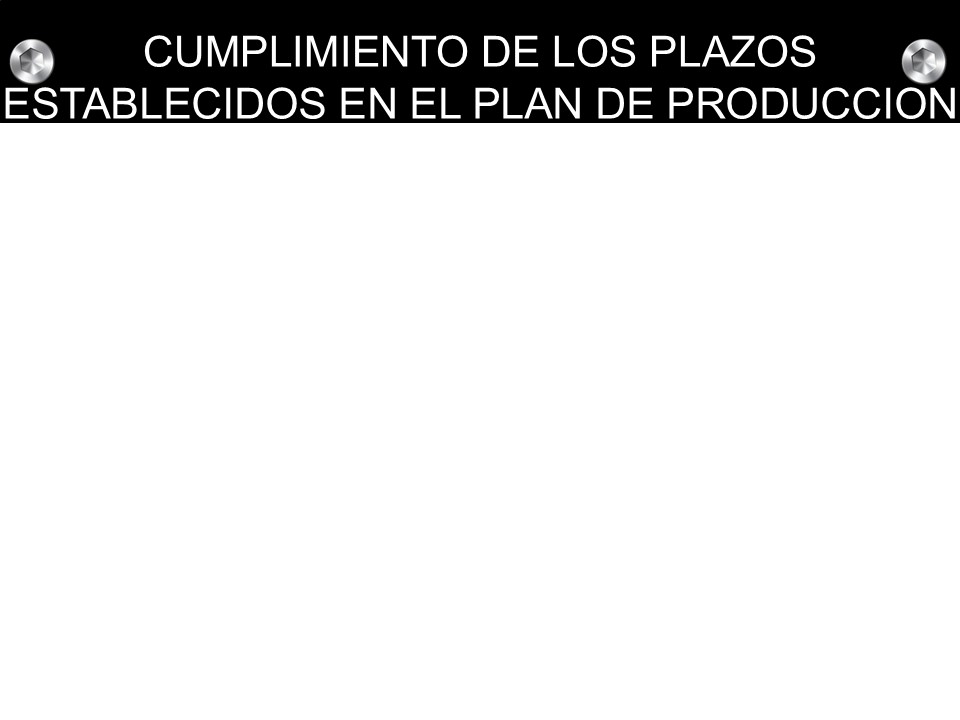 CUMPLIMIENTO DE LOS PLAZOS
ESTABLECIDOS EN EL PLAN DE PRODUCCION